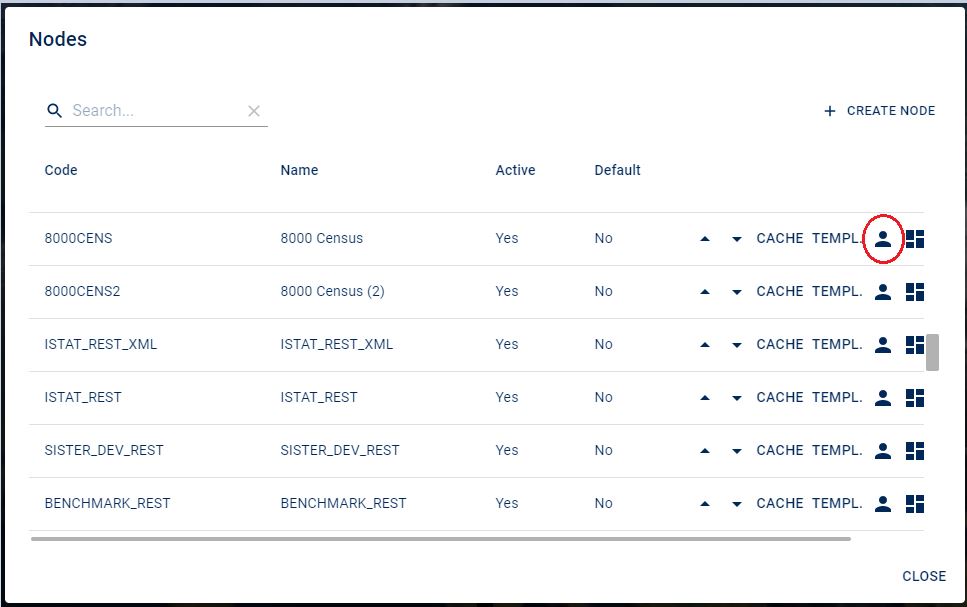 Nodes
Search...
CREATE NODE
Code Name Active Default
8000CENS 8000 Census Yes No CACHE TEMPL.
8000CENS2 8000 Census (2) Yes No CACHE TEMPL.
ISTAT_REST_XML ISTAT_REST_XML Yes No CACHE TEMPL.
ISTAT_REST ISTAT_REST Yes No CACHE TEMPL.
SISTER_DEV_REST SISTER_DEV_REST Yes No CACHE TEMPL.
BENCHMARK_REST BENCHMARK_REST Yes No CACHE TEMPL.
CLOSE